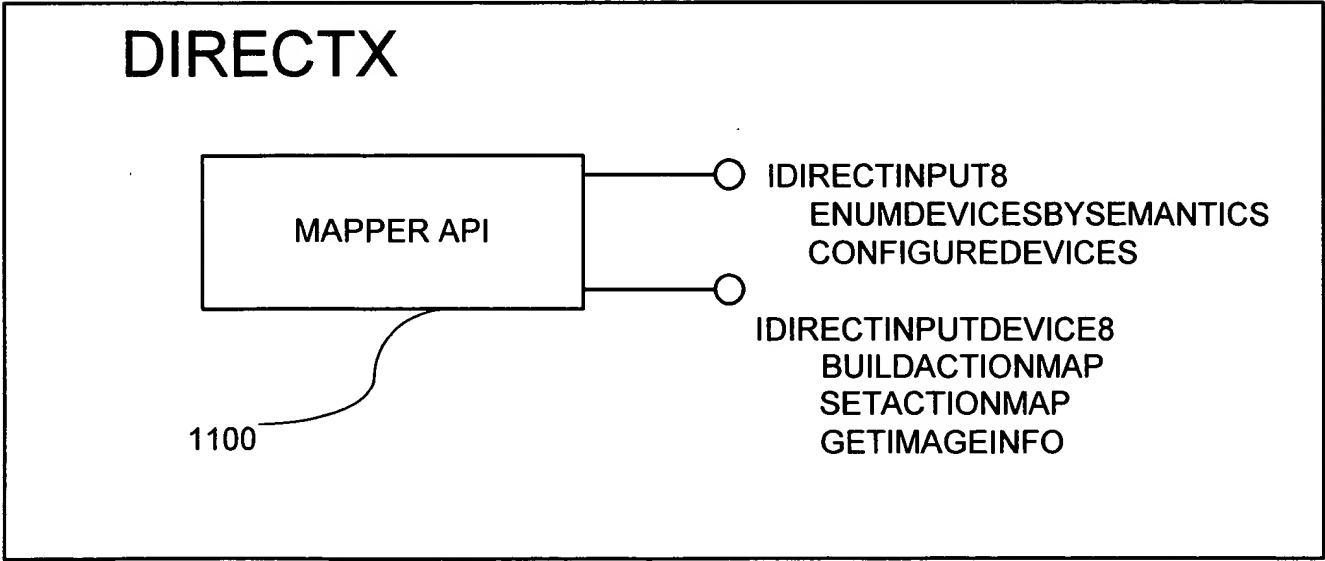 DIRECTX
MAPPER API
IDIRECTINPUT8
ENUMDEVICESBYSEMANTICS
CONFIGUREDEVICES
IDIRECTINPUTDEVICE8
BUILDACTIONMAP
SETACTIONMAP
GETIMAGEINFO
1100